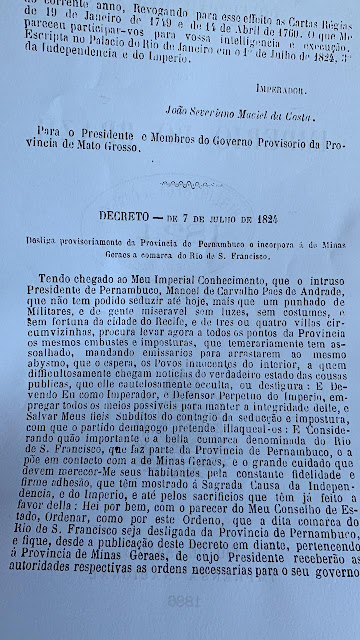 corrente anno, Revogando para esse effeito as Cartas Régias
de 19 de Janeiro de 1749 e de 14 de Abril de 1760. O que Me
pareceu participar-vos para vossa intelligencia e execução.
Escripta no Palacio do Rio de Janeiro em o 1º de Julho de 1824, 3º
da Independencia e do Imperio.
IMPERADOR.
João Severiano Maciel da Costa.
Para o Presidente e Membros do Governo Provisorio da Pro-
vincia de Mato Grosso.
DECRETO — DE 7 DE JULHO DE 1824
Desliga provisoriamente da Provincia de Pernambuco e incorpora á de Minas
Geraes a comarca do Rio de S. Francisco.
Tendo chegado ao Meu Imperial Conhecimento, que o intruso
Presidente de Pernambuco, Manoel de Carvalho Paes de Andrade,
que não tem podido seduzir até hoje, mais que um punhado de
Militares, e de gente miseravel sem luzes, sem costumes, e
sem fortuna da cidade do Recife, e de tres ou quatro villas cir-
cumvizinhas, procura levar agora a todos os pontos da Provincia
os mesmos embustes e imposturas, que temerariamente tem as-
soalhado, mandando emissarios para arrastarem ao mesmo
abysmo, que o espera, os Povos innocentes do interior, a quem
difficultosamente chegam noticias do verdadeiro estado das cousas
publicas, que elle cautelosamente occulta, ou desfigura : E De-
vendo Eu como Imperador, e Defensor Perpetuo do Imperio, em-
pregar todos os meios possiveis para manter a integridade delle, e
Salvar Meus fieis Subditos do contagio da seducção e impostura,
com que o partido demagogo pretende illaqueal-os : E Conside-
rando quão importante é a bella comarca denominada do Rio
de S. Francisco, que faz parte da Provincia de Pernambuco, e a
põe em contacto com a de Minas Geraes, e o grande cuidado que
devem merecer-Me seus habitantes pela constante fidelidade e
firme adhesão, que têm mostrado á Sagrada Causa da Indepen-
dencia, e do Imperio, e até pelos sacrificios que têm já feito a
favor della : Hei por bem, com o parecer do Meu Conselho de Es-
tado, Ordenar, como por este Ordeno, que a dita comarca do
Rio de S. Francisco seja desligada da Provincia de Pernambuco,
e fique, desde a publicação deste Decreto em diante, pertencendo
á Provincia de Minas Geraes, de cujo Presidente receberão as
autoridades respectivas as ordens necessarias para o seu governo